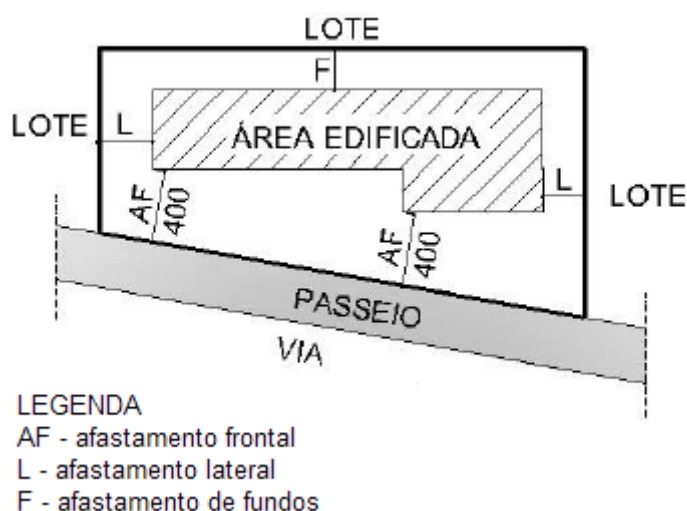 LOTE
F
LOTE
L
ÁREA EDIFICADA
L
LOTE
AF
400
AF
400
PASSEIO
VIA
LEGENDA
AF - afastamento frontal
L - afastamento lateral
F - afastamento de fundos